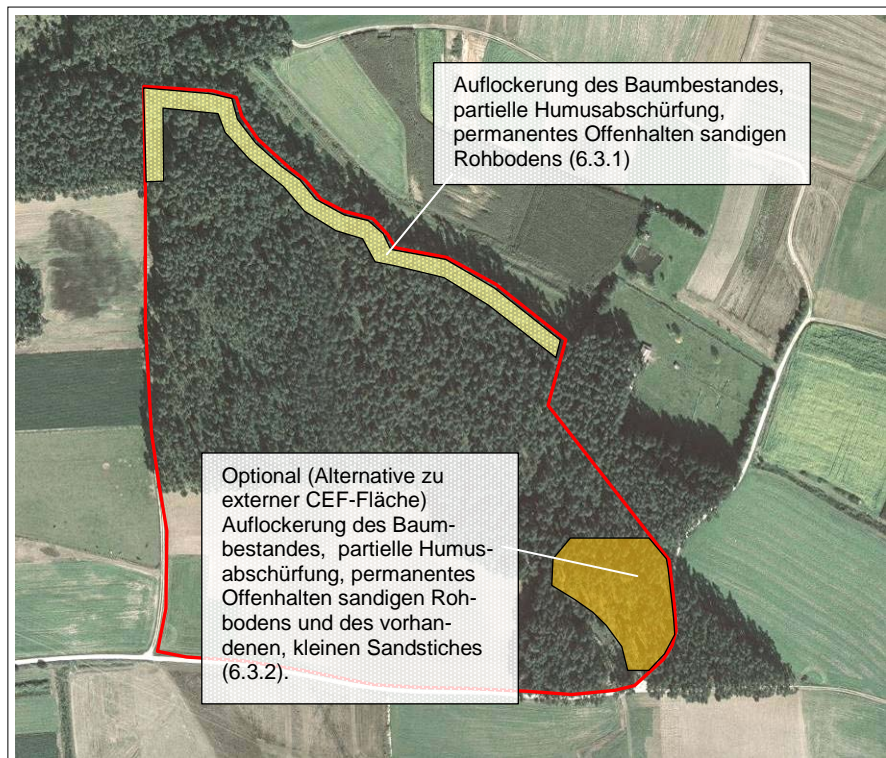 Auflockerung des Baumbestandes,
partielle Humusabschürfung,
permanentes Offenhalten sandigen
Rohbodens (6.3.1)
Optional (Alternative zu
externer CEF-Fläche)
Auflockerung des Baum-
bestandes, partielle Humus-
abschürfung, permanentes
Offenhalten sandigen Roh-
bodens und des vorhan-
denen, kleinen Sandstiches
(6.3.2).